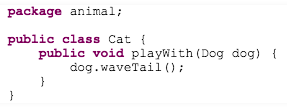 package animal;
public class Cat {
    public void playWith(Dog dog) {
        dog.waveTail();
    }
}